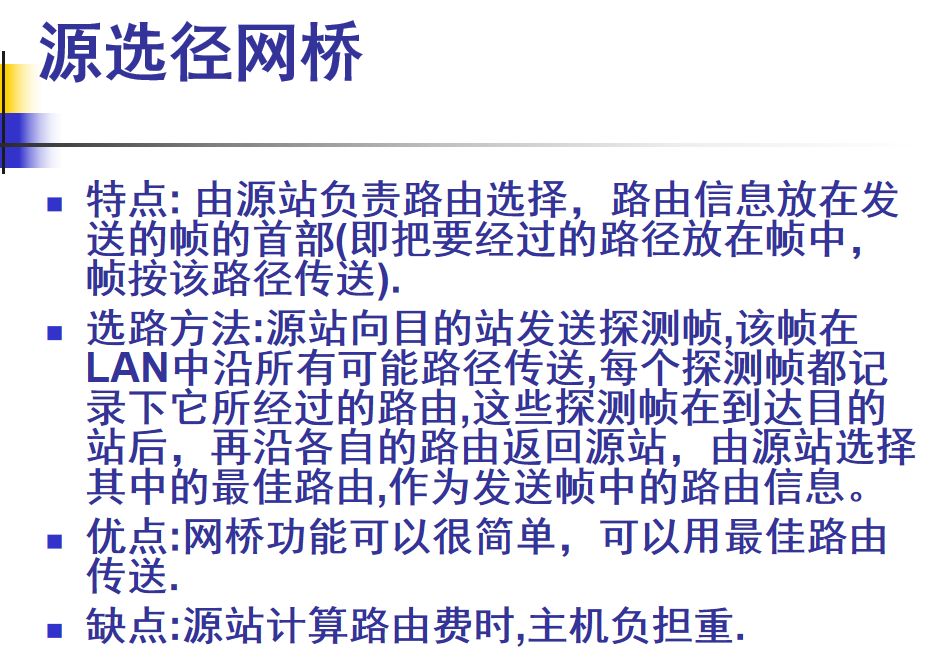 源选径网桥
特点: 由源站负责路由选择，路由信息放在发
送的帧的首部(即把要经过的路径放在帧中，
帧按该路径传送).
选路方法:源站向目的站发送探测帧,该帧在
LAN中沿所有可能路径传送,每个探测帧都记
录下它所经过的路由,这些探测帧在到达目的
站后，再沿各自的路由返回源站，由源站选择
其中的最佳路由,作为发送帧中的路由信息。
优点:网桥功能可以很简单，可以用最佳路由
传送.
缺点:源站计算路由费时,主机负担重.